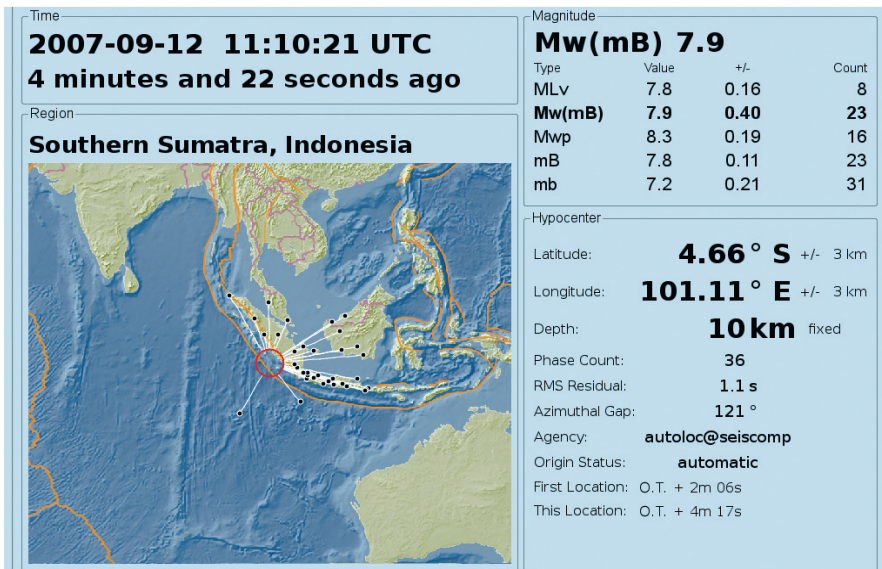 Time
2007-09-12 11:10:21 UTC
4 minutes and 22 seconds ago
Region
Southern Sumatra, Indonesia
Magnitude
Mw(mB) 7.9
Type Value +/- Count
MLv 7.8 0.16 8
Mw(mB) 7.9 0.40 23
Mwp 8.3 0.19 16
mB 7.8 0.11 23
mb 7.2 0.21 31
Hypocenter
Latitude: 4.66° S +/- 3 km
Longitude: 101.11° E +/- 3 km
Depth: 10 km fixed
Phase Count: 36
RMS Residual: 1.1 s
Azimuthal Gap: 121 °
Agency: autoloc@seiscomp
Origin Status: automatic
First Location: O.T. + 2m 06s
This Location: O.T. + 4m 17s